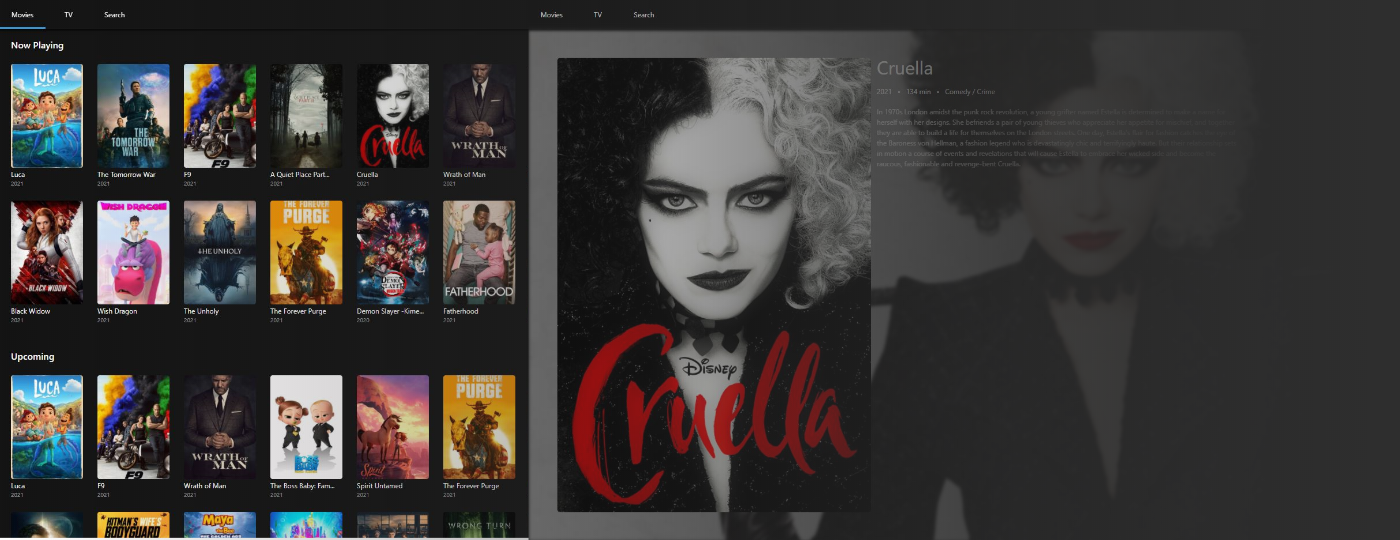 Movies TV Search
Now Playing
LUCA
THE
TOMORROW
WAR
F9
Cruella
WRATH OF
MAN
Luca
2021
The Tomorrow War
2021
F9
2021
A Quiet Place Part...
2021
Cruella
2021
Wrath of Man
2021
BLACK WIDOW
WISH DRAGON
THE UNHOLY
THE FOREVER
PURGE
DEMON
SLAYER
FATHERHOOD
Black Widow
2021
Wish Dragon
2021
The Unholy
2021
The Forever Purge
2021
Demon Slayer -Kime...
2020
Fatherhood
2021
Upcoming
LUCA
F9
WRATH OF
MAN
Spirit
THE FOREVER
PURGE
Luca
2021
F9
2021
Wrath of Man
2021
The Boss Baby: Fam...
2021
Spirit Untamed
2021
The Forever Purge
2021
HITMAN'S WIFE'S
BODYGUARD
Maya
WRONG TURN
Movies TV Search
Disney
Cruella
Cruella
2021 • 134 min • Comedy / Crime
In 1970s London amidst the punk rock revolution, a young grifter named Estella is determined to make a name for
herself with her designs. She befriends a pair of young thieves who appreciate her appetite for mischief, and together
they are able to build a life for themselves on the London streets. One day, Estella's flair for fashion catches the eye of
the Baroness von Hellman, a fashion legend who is devastatingly chic and terrifyingly haute. But their relationship sets
in motion a course of events and revelations that will cause Estella to embrace her wicked side and become the
raucous, fashionable and revenge-bent Cruella.